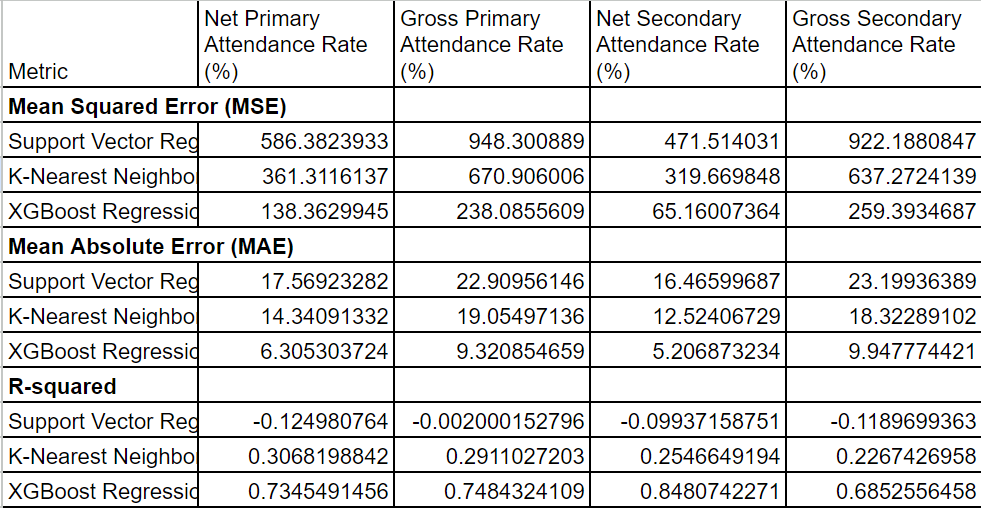 Metric Net Primary Attendance Rate (%) Gross Primary Attendance Rate (%) Net Secondary Attendance Rate (%) Gross Secondary Attendance Rate (%)
Mean Squared Error (MSE)
Support Vector Reg 586.3823933 948.300889 471.514031 922.1880847
K-Nearest Neighbo 361.3116137 670.906006 319.669848 637.2724139
XGBoost Regressic 138.3629945 238.0855609 65.16007364 259.3934687
Mean Absolute Error (MAE)
Support Vector Reg 17.56923282 22.90956146 16.46599687 23.19936389
K-Nearest Neighbo 14.34091332 19.05497136 12.52406729 18.32289102
XGBoost Regressic 6.305303724 9.320854659 5.206873234 9.947774421
R-squared
Support Vector Reg -0.124980764 -0.002000152796 -0.09937158751 -0.1189699363
K-Nearest Neighbo 0.3068198842 0.2911027203 0.2546649194 0.2267426958
XGBoost Regressic 0.7345491456 0.7484324109 0.8480742271 0.6852556458